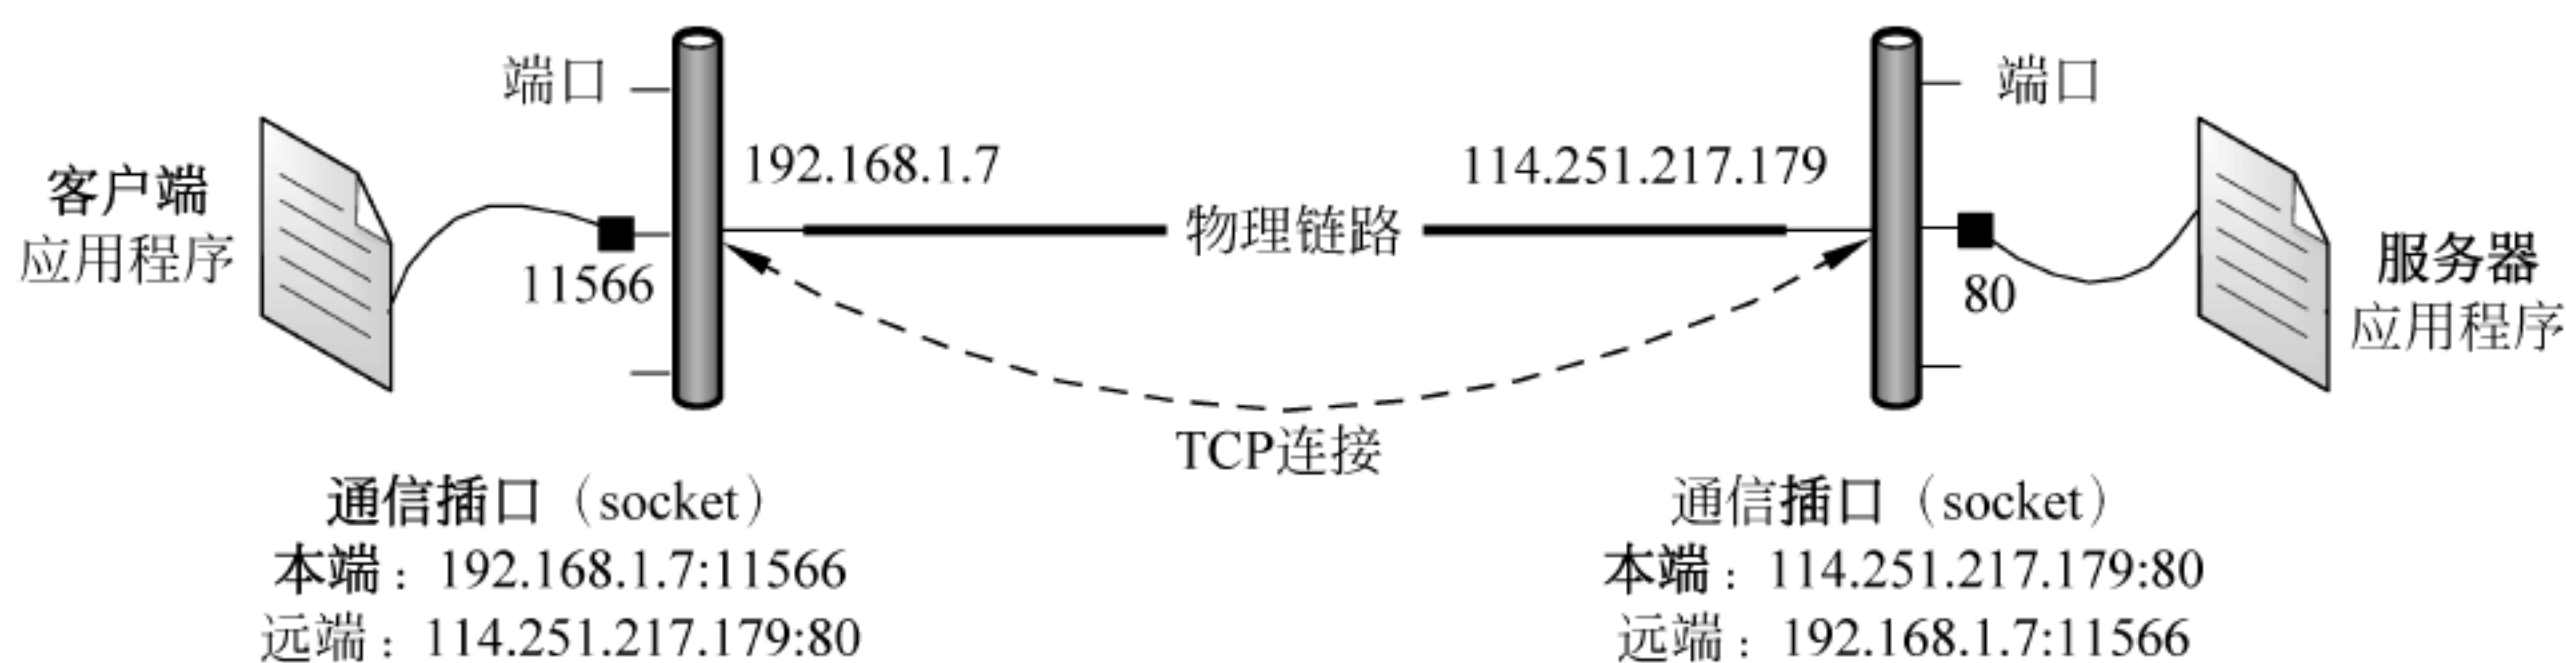 端口
端口
192.168.1.7
114.251.217.179
客户端
应用程序
物理链路
服务器
应用程序
11566
80
TCP连接
通信插口（socket）
本端：192.168.1.7:11566
远端：114.251.217.179:80
通信插口（socket）
本端：114.251.217.179:80
远端：192.168.1.7:11566